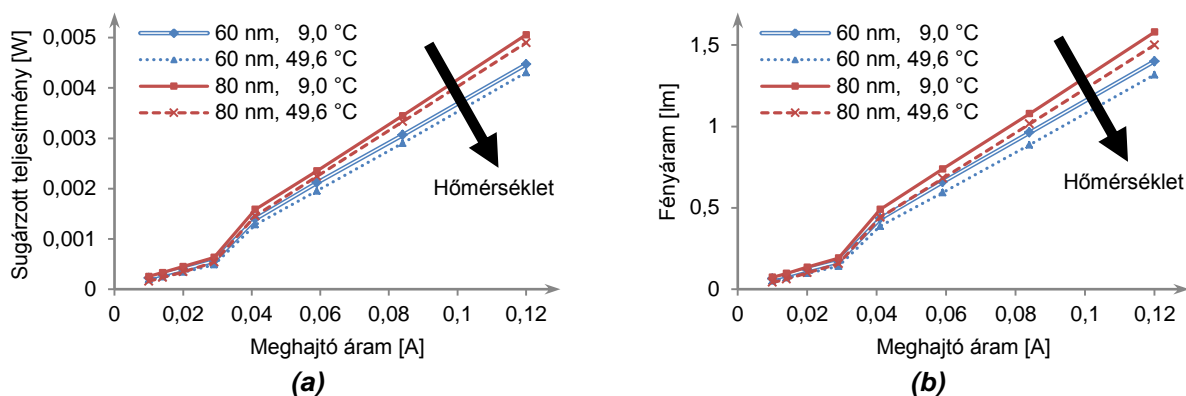 Sugárzott teljesítmény [W]
0,005
0,004
0,003
0,002
0,001
0
60 nm, 9,0 °C
60 nm, 49,6 °C
80 nm, 9,0 °C
80 nm, 49,6 °C
Hőmérséklet
0 0,02 0,04 0,06 0,08 0,1 0,12
Meghajtó áram [A]
(a)
Fényáram [lm]
1,5
1
0,5
0
60 nm, 9,0 °C
60 nm, 49,6 °C
80 nm, 9,0 °C
80 nm, 49,6 °C
Hőmérséklet
0 0,02 0,04 0,06 0,08 0,1 0,12
Meghajtó áram [A]
(b)